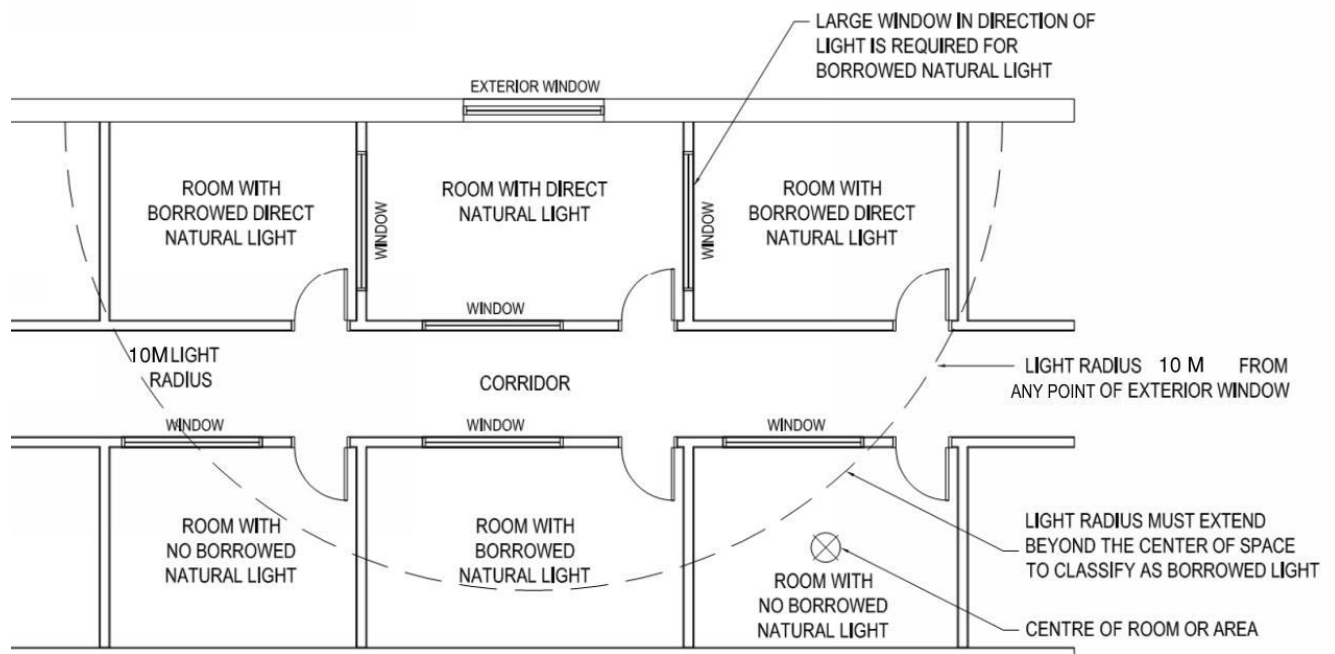 LARGE WINDOW IN DIRECTION OF
LIGHT IS REQUIRED FOR
BORROWED NATURAL LIGHT
EXTERIOR WINDOW
ROOM WITH
BORROWED DIRECT
NATURAL LIGHT
WINDOW
ROOM WITH DIRECT
NATURAL LIGHT
WINDOW
ROOM WITH
BORROWED DIRECT
NATURAL LIGHT
WINDOW
10M LIGHT
RADIUS
CORRIDOR
LIGHT RADIUS 10 M FROM
ANY POINT OF EXTERIOR WINDOW
WINDOW
WINDOW
WINDOW
ROOM WITH
NO BORROWED
NATURAL LIGHT
ROOM WITH
BORROWED
NATURAL LIGHT
ROOM WITH
NO BORROWED
NATURAL LIGHT
LIGHT RADIUS MUST EXTEND
BEYOND THE CENTER OF SPACE
TO CLASSIFY AS BORROWED LIGHT
CENTRE OF ROOM OR AREA